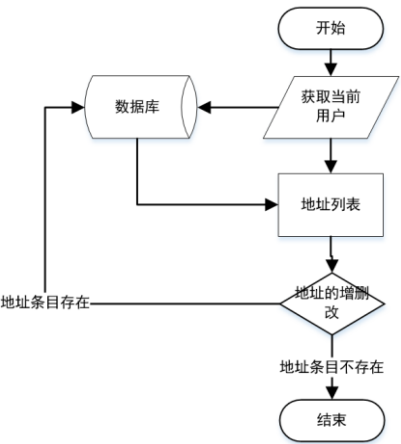 开始
获取当前
用户
数据库
地址列表
地址的增删
改
地址条目存在
地址条目不存在
结束